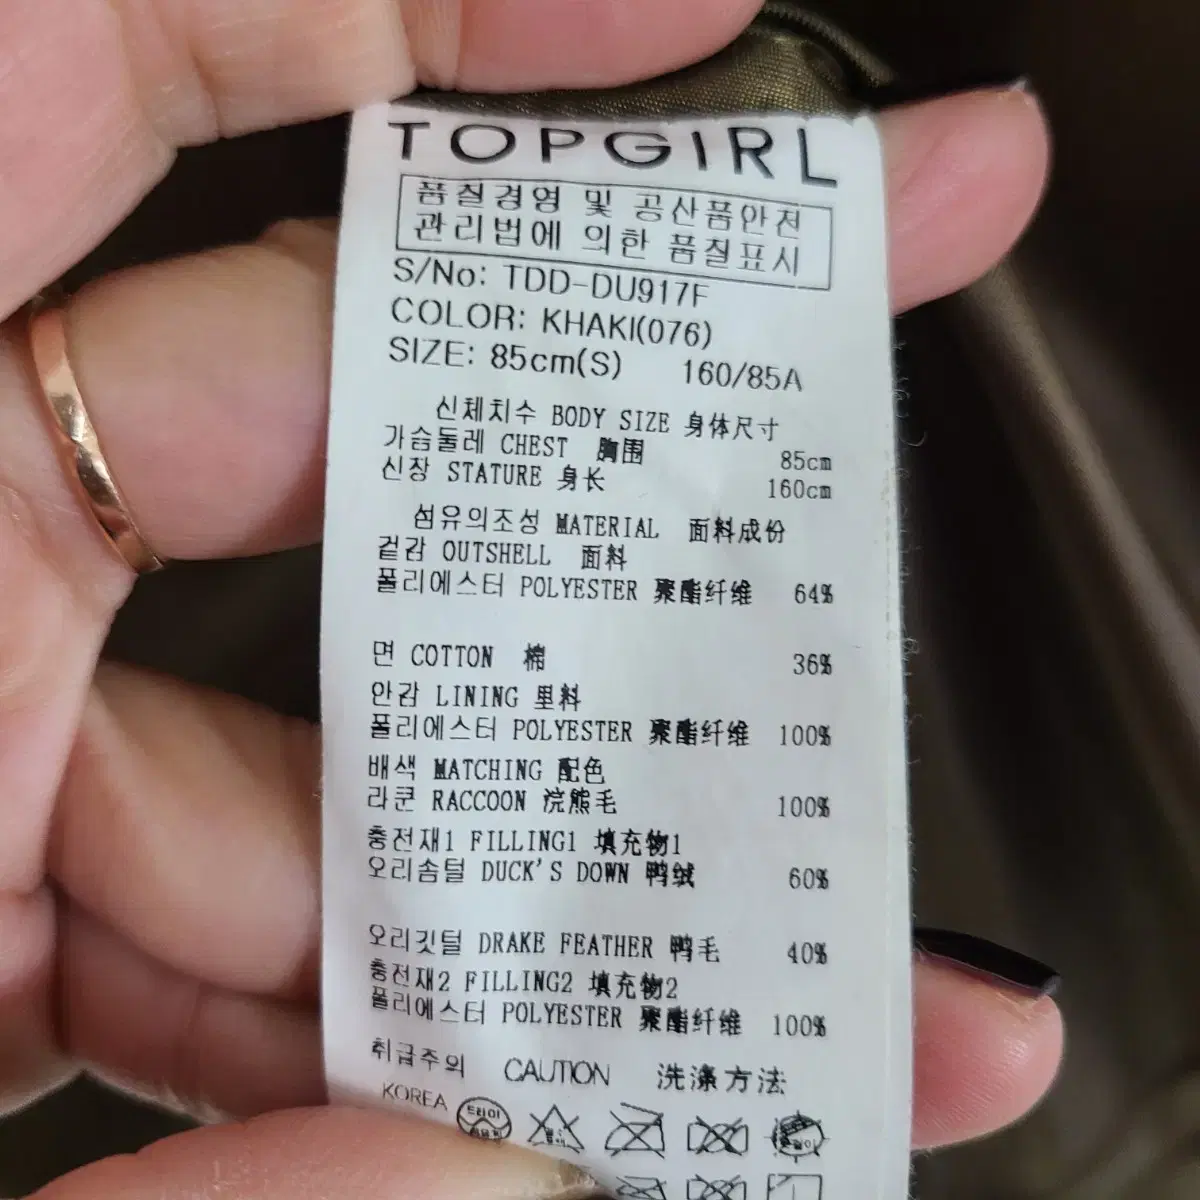 TOPGIRL
품질경영 및 공산품안전
관리법에 의한 품질표시
S/No: TDD-DU917F
COLOR: KHAKI(076)
SIZE: 85cm(S) 160/85A
신체치수 BODY SIZE 身体尺寸
가슴둘레 CHEST 胸围 85cm
신장 STATURE 身长 160cm
섬유의조성 MATERIAL 面料成份
겉감 OUTSHELL 面料
폴리에스터 POLYESTER 聚酯纤维 64%
면 COTTON 棉 36%
안감 LINING 里料
폴리에스터 POLYESTER 聚酯纤维 100%
배색 MATCHING 配色
라쿤 RACCOON 浣熊毛 100%
충전재1 FILLING1 填充物1
오리솜털 DUCK'S DOWN 鸭绒 60%
오리깃털 DRAKE FEATHER 鸭毛 40%
충전재2 FILLING2 填充物2
폴리에스터 POLYESTER 聚酯纤维 100%
취급주의 CAUTION 洗涤方法
KOREA 드라이